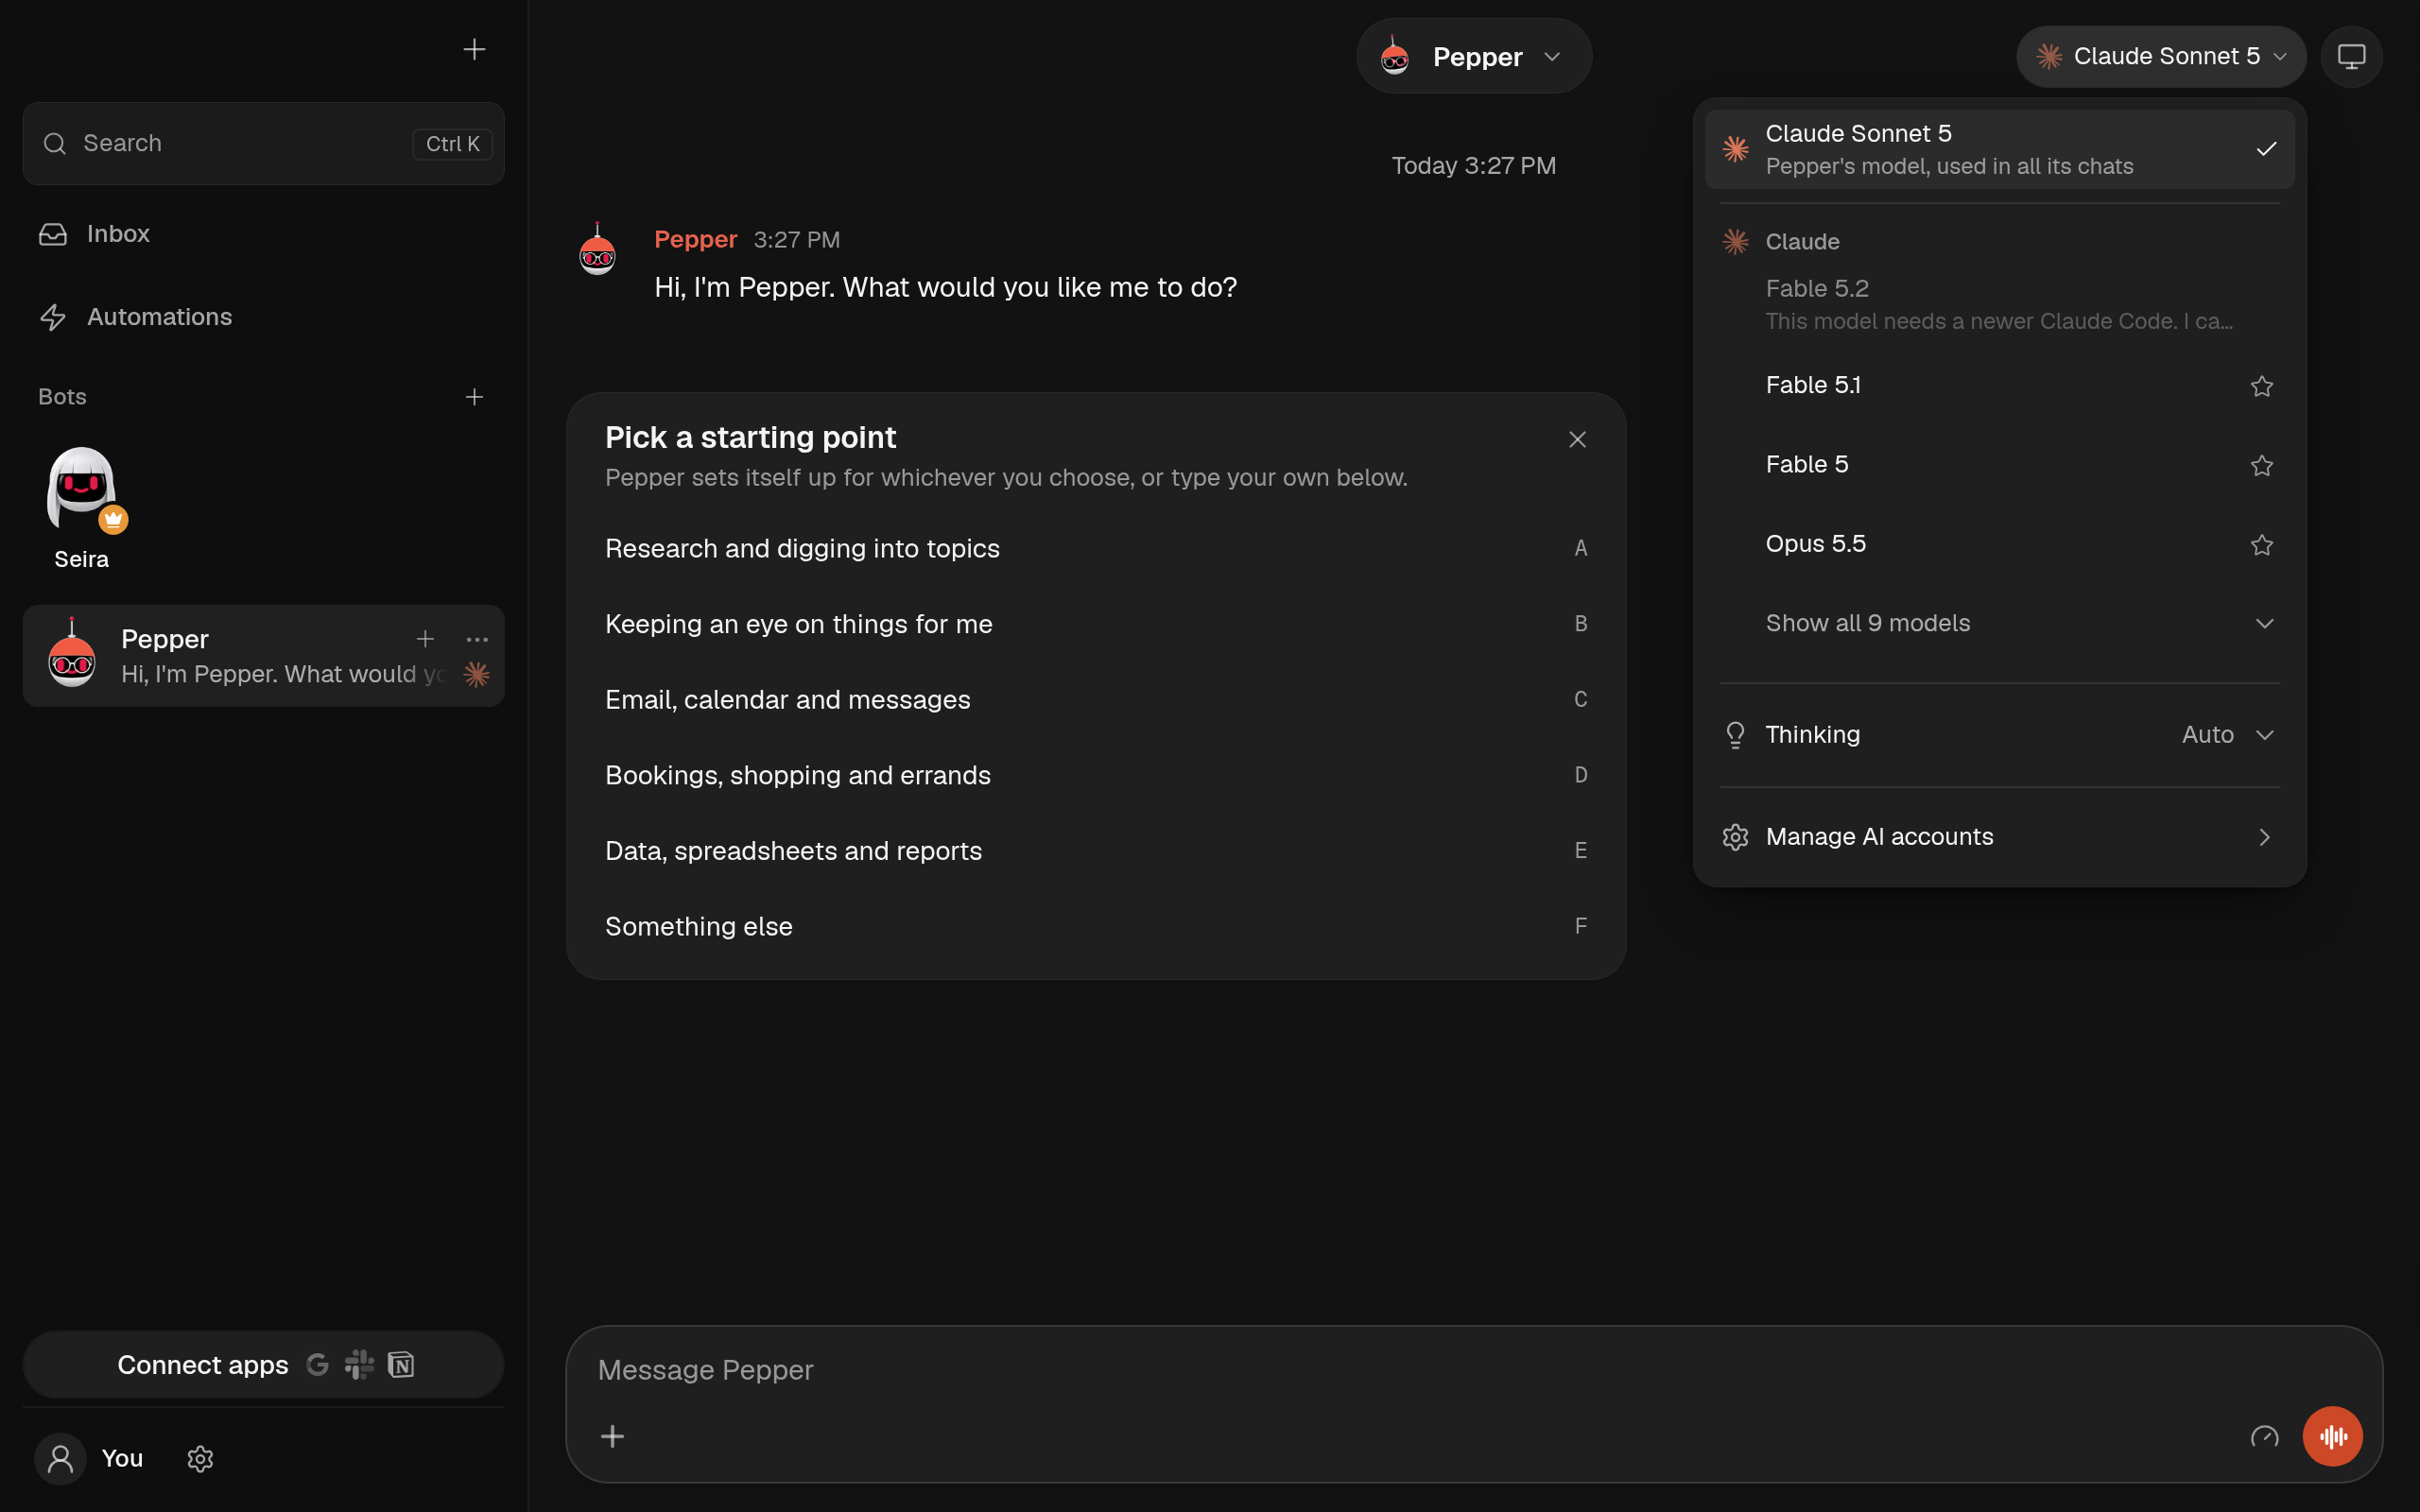 Search
Ctrl K
Inbox
Automations
Bots
Seira
Pepper
Hi, I'm Pepper. What would
Connect apps
You
Pepper
Today 3:27 PM
Pepper 3:27 PM
Hi, I'm Pepper. What would you like me to do?
Pick a starting point
Pepper sets itself up for whichever you choose, or type your own below.
Research and digging into topics A
Keeping an eye on things for me B
Email, calendar and messages C
Bookings, shopping and errands D
Data, spreadsheets and reports E
Something else F
Message Pepper
Claude Sonnet 5
Claude Sonnet 5
Pepper's model, used in all its chats
Claude
Fable 5.2
This model needs a newer Claude Code. I ca…
Fable 5.1
Fable 5
Opus 5.5
Show all 9 models
Thinking Auto
Manage AI accounts